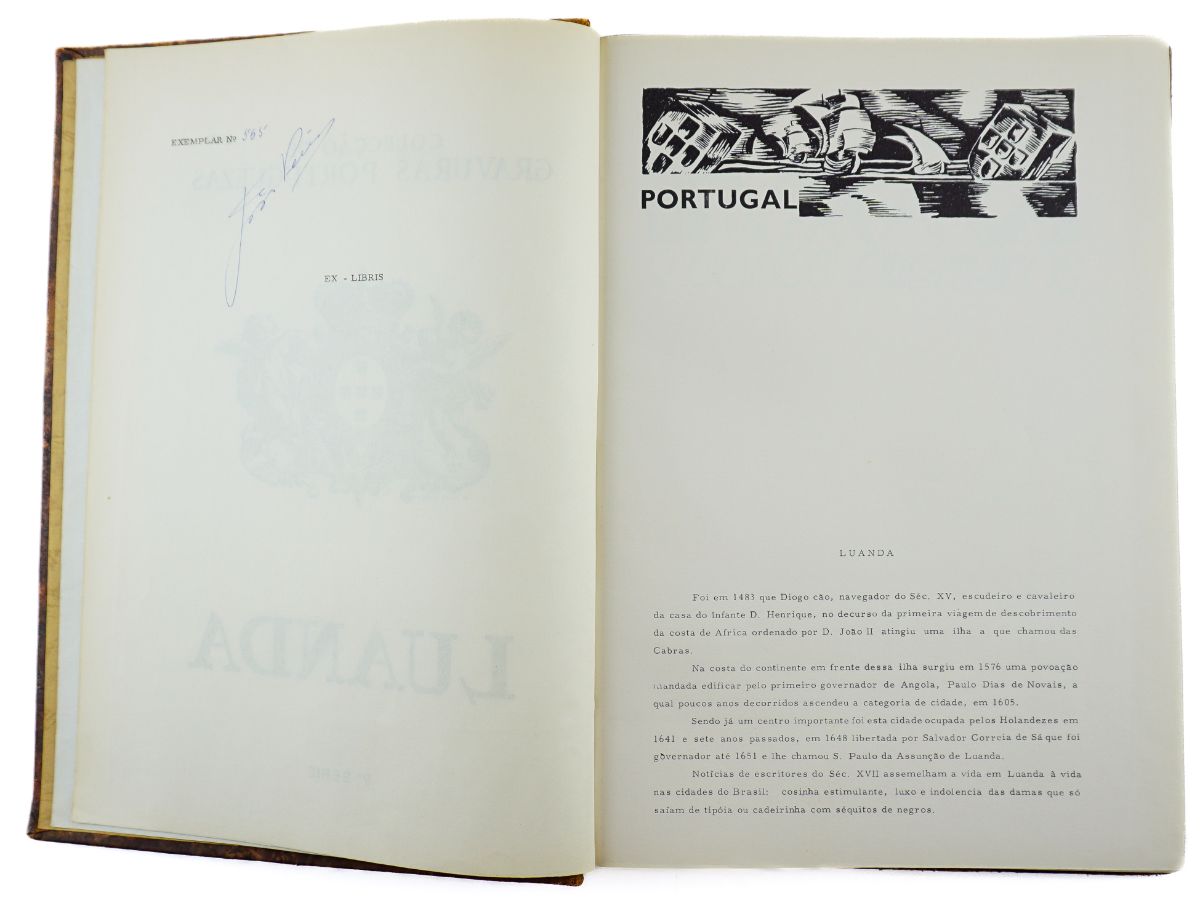 EXEMPLAR Nº 565
EX - LIBRIS
PORTUGAL
LUANDA
Foi em 1483 que Diogo cão, navegador do Séc. XV, escudeiro e cavaleiro
da casa do Infante D. Henrique, no decurso da primeira viagem de descobrimento
da costa de Africa ordenado por D. João II atingiu uma ilha a que chamou das
Cabras.
Na costa do continente em frente dessa ilha surgiu em 1576 uma povoação
mandada edificar pelo primeiro governador de Angola, Paulo Dias de Novais, a
qual poucos anos decorridos ascendeu a categoria de cidade, em 1605.
Sendo já um centro importante foi esta cidade ocupada pelos Holandezes em
1641 e sete anos passados, em 1648 libertada por Salvador Correia de Sá que foi
gòvernador até 1651 e lhe chamou S. Paulo da Assunção de Luanda.
Notícias de escritores do Séc. XVII assemelham a vida em Luanda à vida
nas cidades do Brasil: cosinha estimulante, luxo e indolencia das damas que só
saíam de tipóia ou cadeirinha com séquitos de negros.
COLECÇÃO
GRAVURAS PORTUGUEZAS
LUANDA